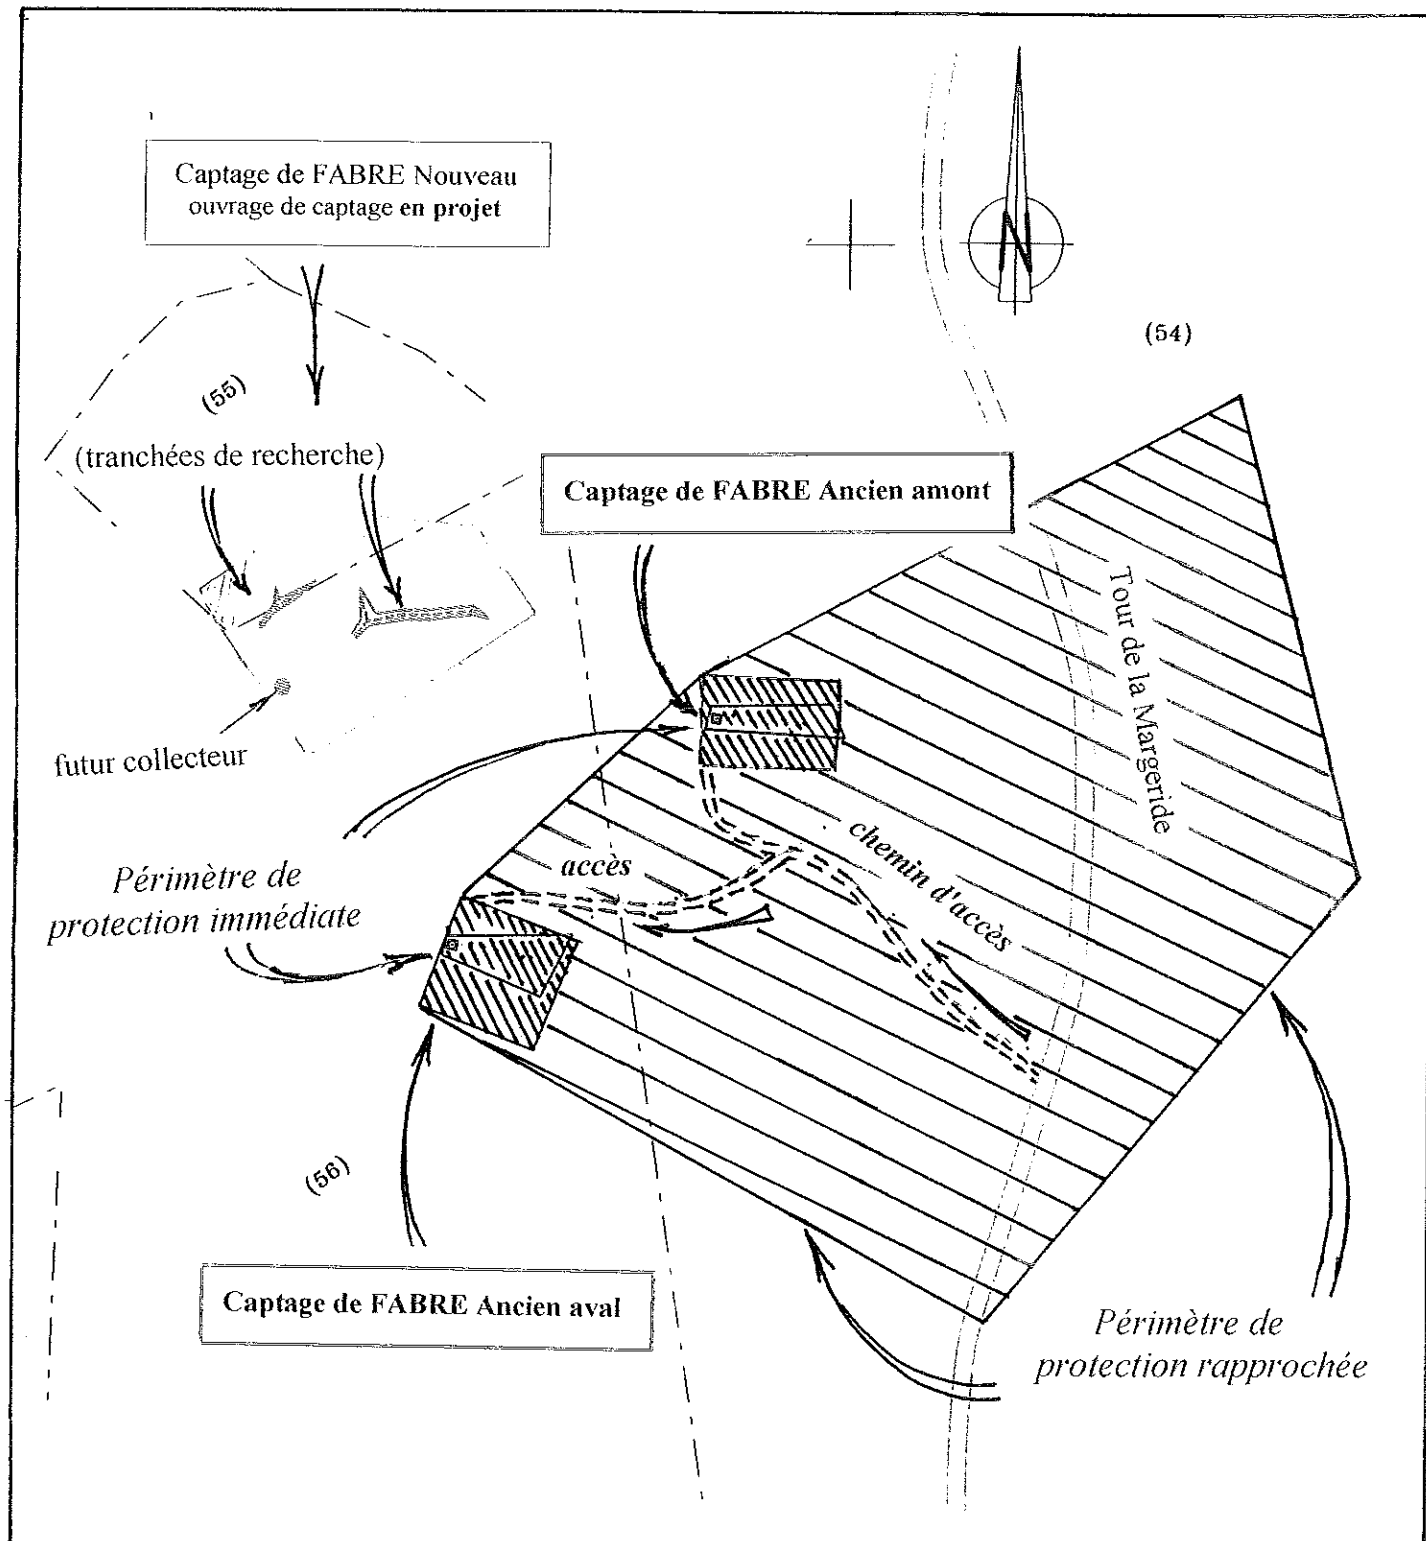 Captage de FABRE Nouveau
ouvrage de captage en projet
N
(54)
(55)
(tranchées de recherche)
Captage de FABRE Ancien amont
Tour de la Margeride
futur collecteur
chemin d'accès
accès
Périmètre de
protection immédiate
(56)
Captage de FABRE Ancien aval
Périmètre de
protection rapprochée